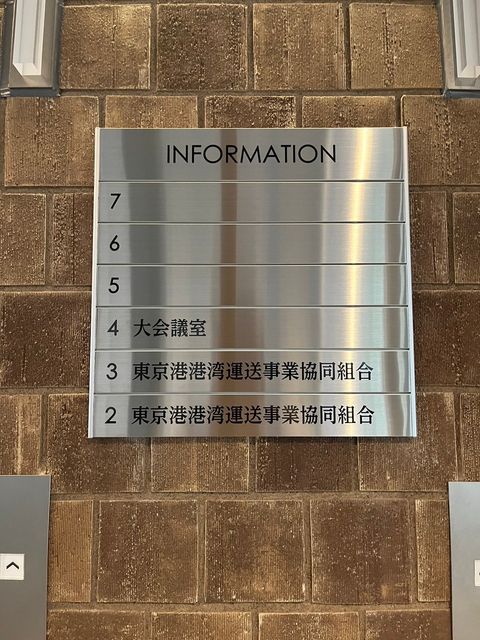 INFORMATION
7
6
5
4 大会議室
3 東京港港湾運送事業協同組合
2 東京港港湾運送事業協同組合